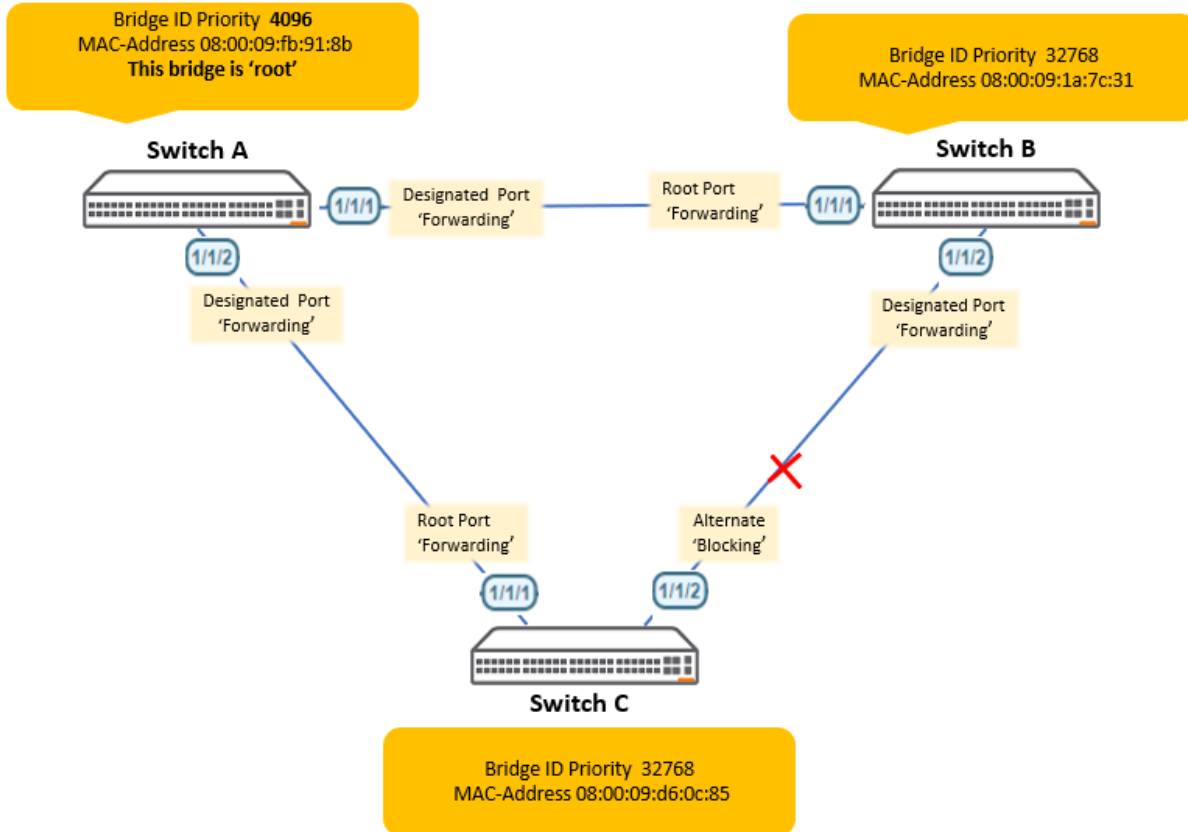 Bridge ID Priority 4096
MAC-Address 08:00:09:fb:91:8b
This bridge is ‘root’
Bridge ID Priority 32768
MAC-Address 08:00:09:1a:7c:31
Switch A
Switch B
1/1/1
Designated Port
‘Forwarding’
Root Port
‘Forwarding’
1/1/1
1/1/2
1/1/2
Designated Port
‘Forwarding’
Designated Port
‘Forwarding’
Root Port
‘Forwarding’
Alternate
‘Blocking’
1/1/1
1/1/2
Switch C
Bridge ID Priority 32768
MAC-Address 08:00:09:d6:0c:85